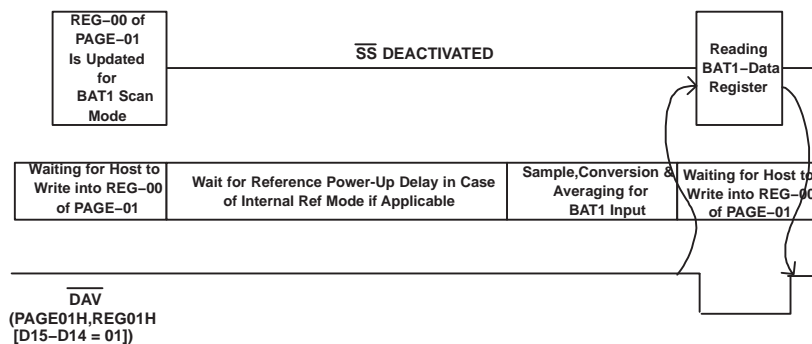 REG–00 of
PAGE–01
Is Updated
for
BAT1 Scan
Mode
SS DEACTIVATED
Reading
BAT1–Data
Register
Waiting for Host to
Write into REG–00
of PAGE–01
Wait for Reference Power-Up Delay in Case
of Internal Ref Mode if Applicable
Sample,Conversion &
Averaging for
BAT1 Input
Waiting for Host to
Write into REG–00
of PAGE–01
DAV
(PAGE01H,REG01H
[D15–D14 = 01])